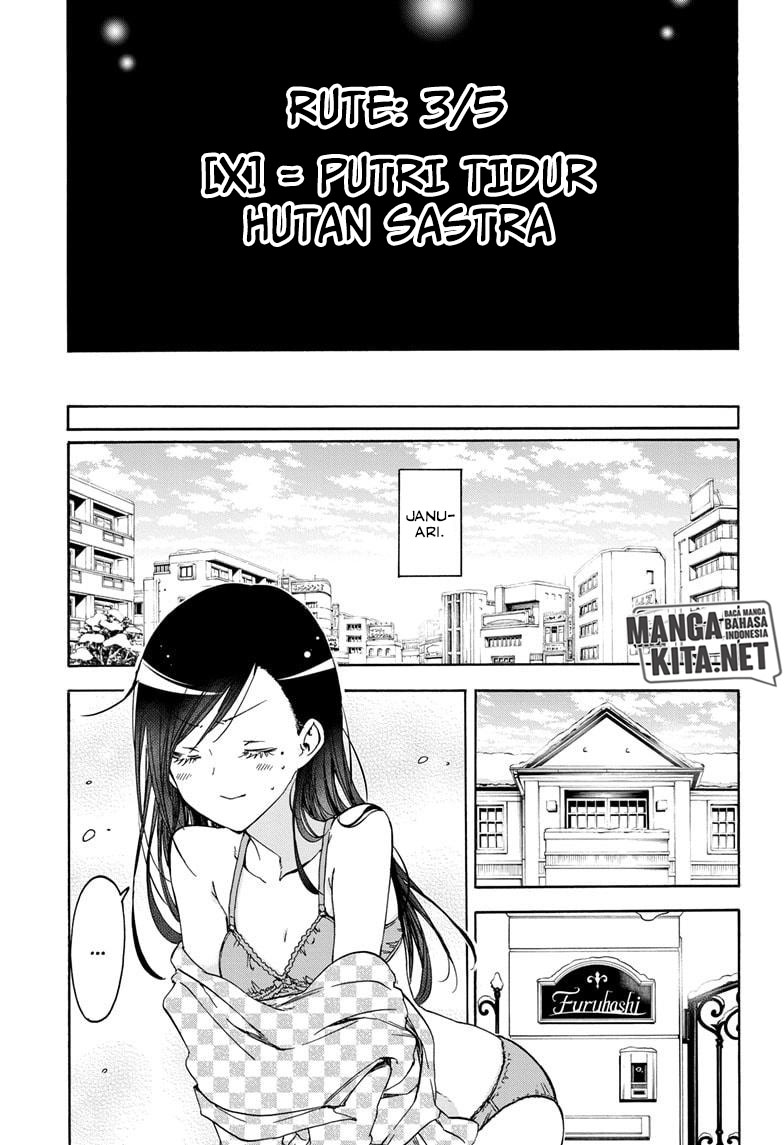 RUTE: 3/5
[X] = PUTRI TIDUR
HUTAN SASTRA
JANU-
ARI.
MANGA
KITA.NET
BACA MANGA
BAHASA
INDONESIA
...
Furuhashi